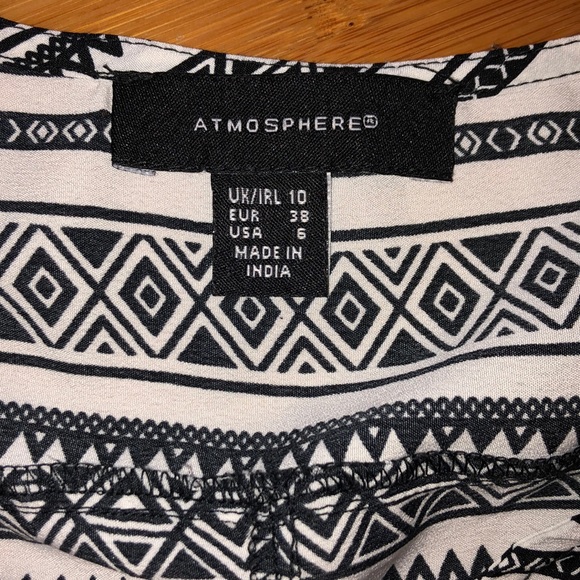 ATMOSPHERE®
UK/IRL 10
EUR 38
USA 6
MADE IN
INDIA